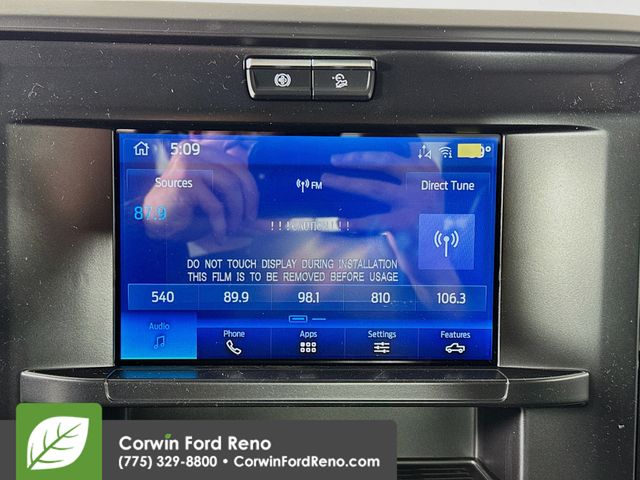 5:09
Sources
FM
Direct Tune
87.9
! ! !CAUTION! ! !
DO NOT TOUCH DISPLAY DURING INSTALLATION
THIS FILM IS TO BE REMOVED BEFORE USAGE
540 89.9 98.1 810 106.3
Audio Phone Apps Settings Features
Corwin Ford Reno
(775) 329-8800 • CorwinFordReno.com